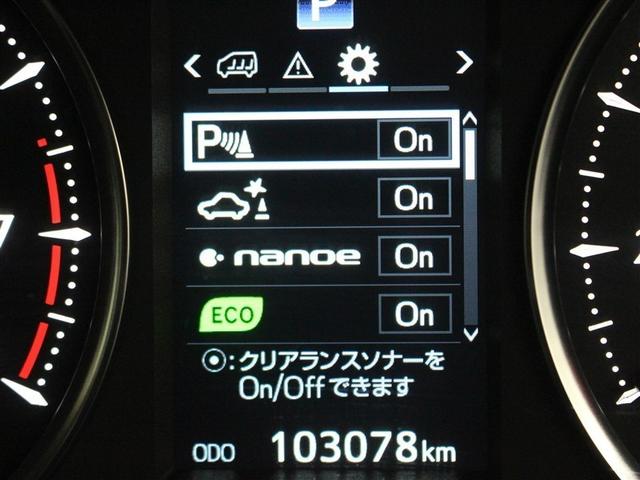 P
P On
On
nanoe On
ECO On
⦿:クリアランスソナーを
On/Offできます
ODO 103078km